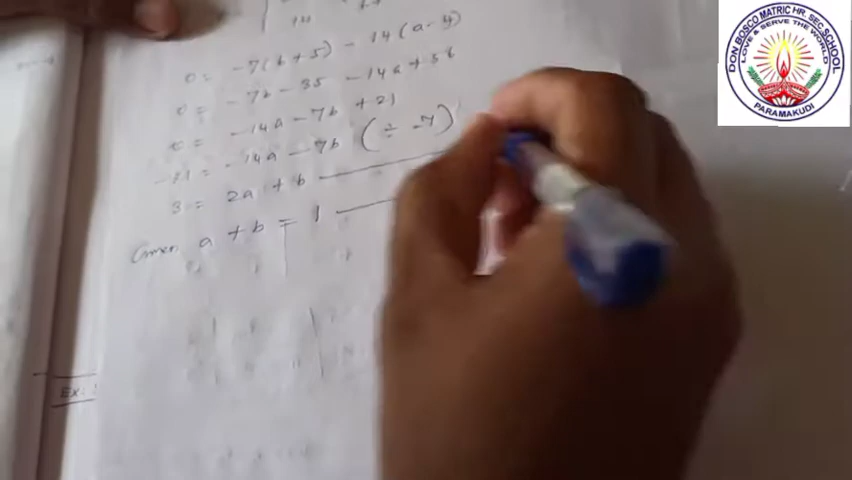 0 = -7(b+5) - 14(a-4)
0 = -7b - 35 - 14a + 56
0 = -14a - 7b + 21
-21 = -14a - 7b (÷ -7)
3 = 2a + b
Given a + b = 1
Ex:
DON BOSCO MATRIC HR. SEC SCHOOL
LOVE & SERVE THE WORLD
PARAMAKUDI